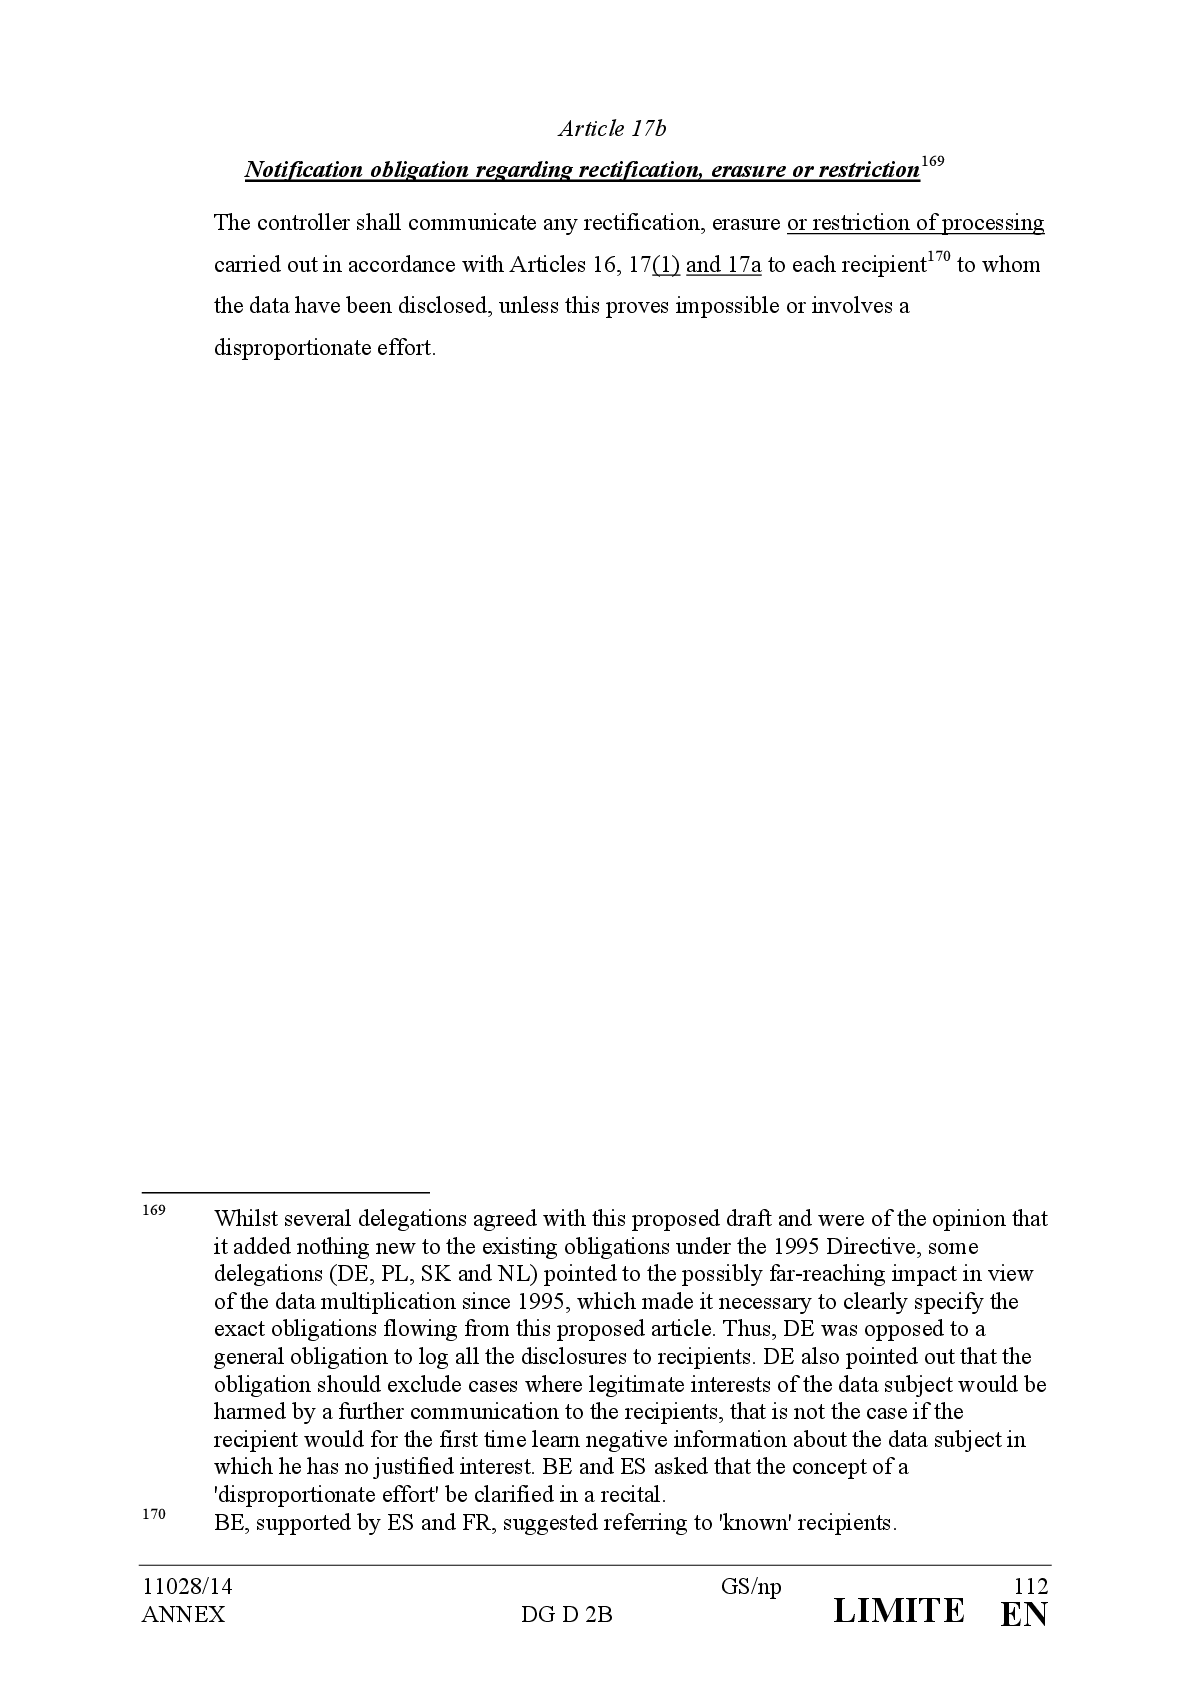 Article 17b
Notification obligation regarding rectification, erasure or restriction169
The controller shall communicate any rectification, erasure or restriction of processing
carried out in accordance with Articles 16, 17(1) and 17a to each recipient170 to whom
the data have been disclosed, unless this proves impossible or involves a
disproportionate effort.
169 Whilst several delegations agreed with this proposed draft and were of the opinion that
it added nothing new to the existing obligations under the 1995 Directive, some
delegations (DE, PL, SK and NL) pointed to the possibly far-reaching impact in view
of the data multiplication since 1995, which made it necessary to clearly specify the
exact obligations flowing from this proposed article. Thus, DE was opposed to a
general obligation to log all the disclosures to recipients. DE also pointed out that the
obligation should exclude cases where legitimate interests of the data subject would be
harmed by a further communication to the recipients, that is not the case if the
recipient would for the first time learn negative information about the data subject in
which he has no justified interest. BE and ES asked that the concept of a
'disproportionate effort' be clarified in a recital.
170 BE, supported by ES and FR, suggested referring to 'known' recipients.
11028/14 GS/np 112
ANNEX DG D 2B LIMITE EN